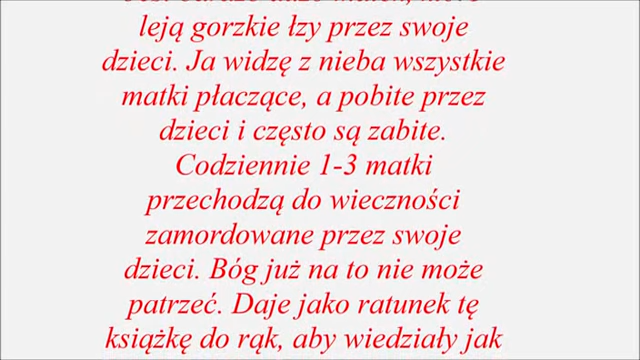 leją gorzkie łzy przez swoje
dzieci. Ja widzę z nieba wszystkie
matki płaczące, a pobite przez
dzieci i często są zabite.
Codziennie 1-3 matki
przechodzą do wieczności
zamordowane przez swoje
dzieci. Bóg już na to nie może
patrzeć. Daje jako ratunek tę
książkę do rąk, aby wiedziały jak